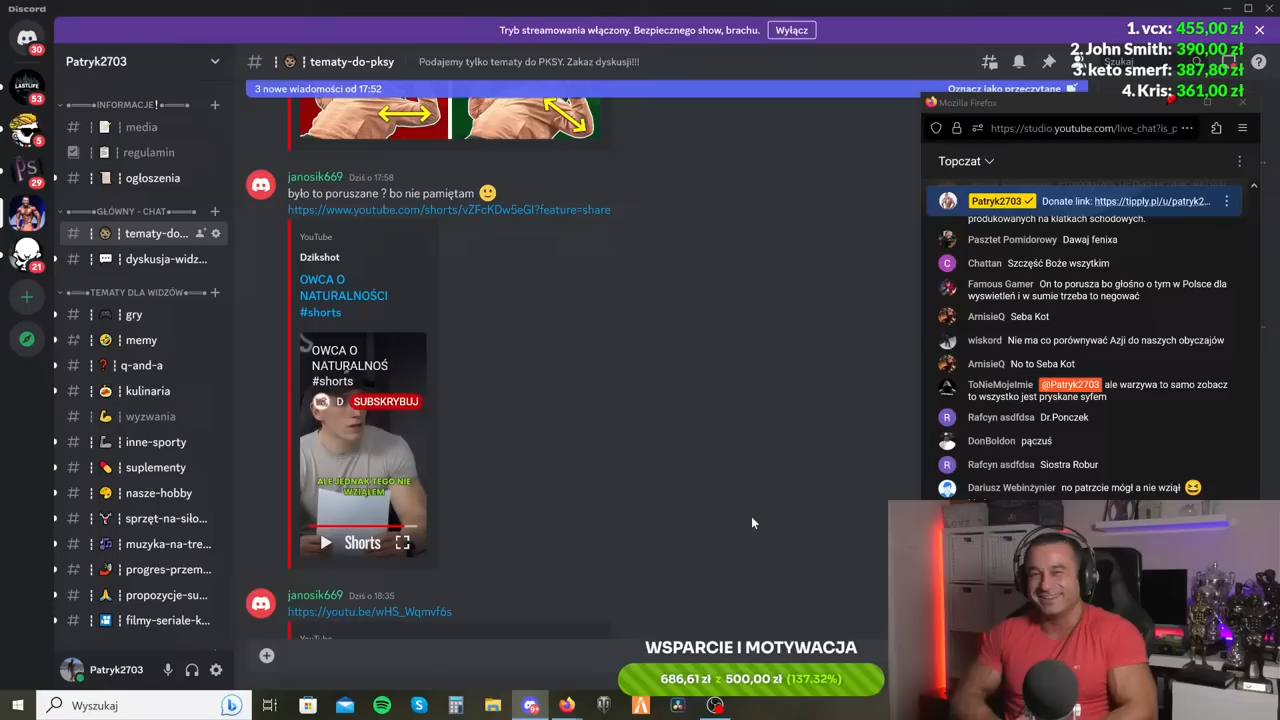 Discord
Tryb streamowania włączony. Bezpiecznego show, brachu.
Wyłącz
1. vcx: 455,00 zł
2. John Smith: 390,00 zł
3. keto smerf: 387,80 zł
4. Kris: 361,00 zł
30
53
5
29
21
LASTLIFE
Patryk2703
INFORMACJE!
media
regulamin
ogłoszenia
GŁÓWNY - CHAT
tematy-do...
dyskusja-widz...
TEMATY DLA WIDZÓW
gry
memy
q-and-a
kulinaria
wyzwania
inne-sporty
suplementy
nasze-hobby
sprzęt-na-siło...
muzyka-na-tre...
progres-przem...
propozycje-su...
filmy-seriale-k...
Patryk2703
tematy-do-pksy
Podajemy tylko tematy do PKSY. Zakaz dyskusji!!!
Szukaj
3 nowe wiadomości od 17:52
Oznacz jako przeczytane
janosik669 Dziś o 17:58
było to poruszane ? bo nie pamiętam
https://www.youtube.com/shorts/vZFcKDw5eGI?feature=share
YouTube
Dzikshot
OWCA O
NATURALNOŚCI
#shorts
OWCA O
NATURALNOŚ
#shorts
D SUBSKRYBUJ
ALE JEDNAK TEGO NIE
WZIĄŁEM
Shorts
janosik669 Dziś o 18:35
https://youtu.be/wHS_Wqmvf6s
YouTube
Mozilla Firefox
https://studio.youtube.com/live_chat?is_p
Topczat
Patryk2703 Donate link: https://tipply.pl/u/patryk2...
produkowanych na klatkach schodowych.
Pasztet Pomidorowy Dawaj fenixa
C Chattan Szczęść Boże wszytkim
Famous Gamer On to porusza bo głośno o tym w Polsce dla
wyswietleń i w sumie trzeba to negować
ArnisieQ Seba Kot
wiskord Nie ma co porównywać Azji do naszych obyczajów
ArnisieQ No to Seba Kot
ToNieMojeImie @Patryk2703 ale warzywa to samo zobacz
to wszystko jest pryskane syfem
R Rafcyn asdfdsa Dr.Ponczek
DonBoldon pączuś
R Rafcyn asdfdsa Siostra Robur
Dariusz Webinżynier no patrzcie mógł a nie wziął
WSPARCIE I MOTYWACJA
686,61 zł z 500,00 zł (137.32%)
Wyszukaj